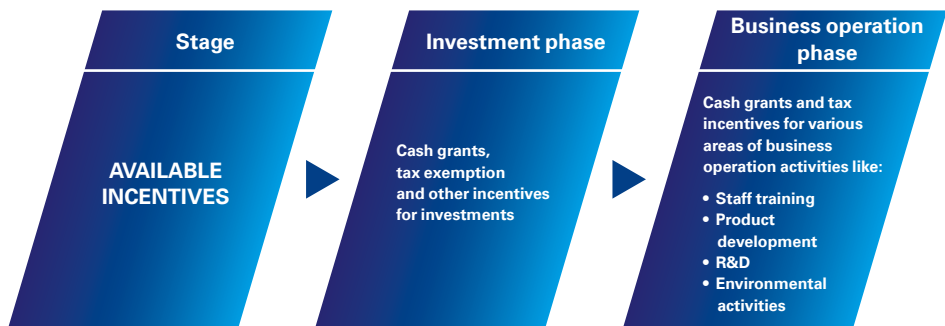 Stage
AVAILABLE
INCENTIVES
Investment phase
Cash grants,
tax exemption
and other incentives
for investments
Business operation
phase
Cash grants and tax
incentives for various
areas of business
operation activities like:
• Staff training
• Product
development
• R&D
• Environmental
activities